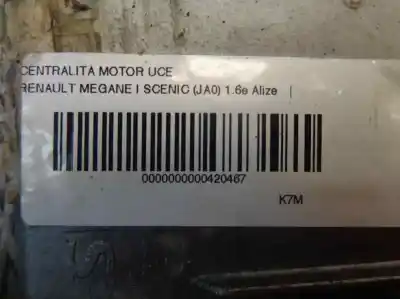 CENTRALITA MOTOR UCE
RENAULT MEGANE I SCENIC (JA0) 1.6e Alize |
0000000000420467
K7M